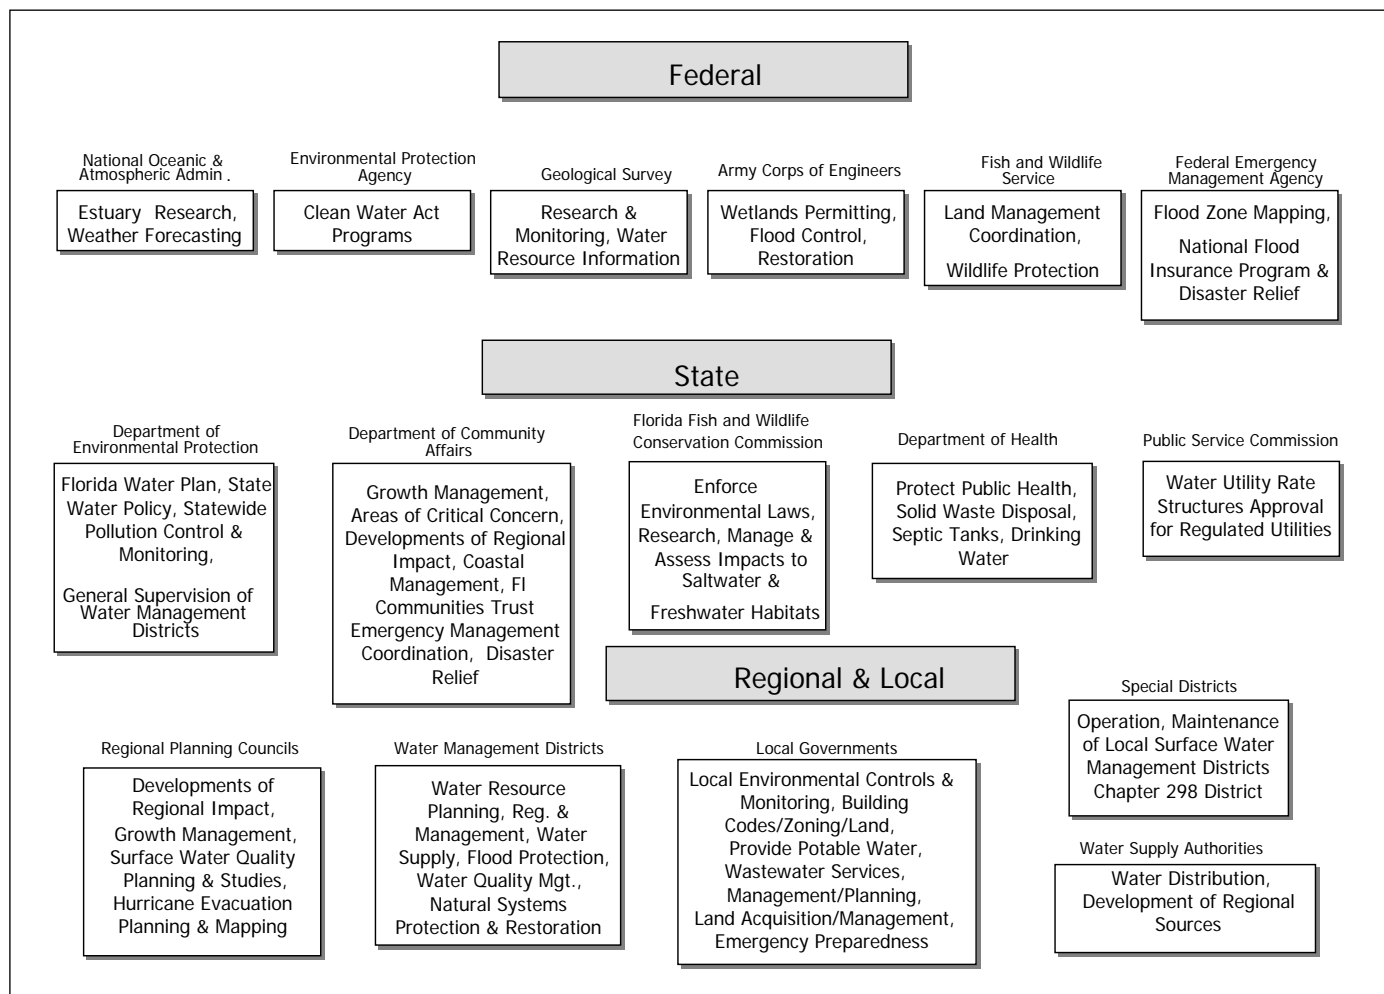 Federal
National Oceanic &
Atmospheric Admin .
Estuary Research,
Weather Forecasting
Environmental Protection
Agency
Clean Water Act
Programs
Geological Survey
Research &
Monitoring, Water
Resource Information
Army Corps of Engineers
Wetlands Permitting,
Flood Control,
Restoration
Fish and Wildlife
Service
Land Management
Coordination,
Wildlife Protection
Federal Emergency
Management Agency
Flood Zone Mapping,
National Flood
Insurance Program &
Disaster Relief
State
Department of
Environmental Protection
Florida Water Plan, State
Water Policy, Statewide
Pollution Control &
Monitoring,
General Supervision of
Water Management
Districts
Department of Community
Affairs
Growth Management,
Areas of Critical Concern,
Developments of Regional
Impact, Coastal
Management, Fl
Communities Trust
Emergency Management
Coordination, Disaster
Relief
Florida Fish and Wildlife
Conservation Commission
Enforce
Environmental Laws,
Research, Manage &
Assess Impacts to
Saltwater &
Freshwater Habitats
Department of Health
Protect Public Health,
Solid Waste Disposal,
Septic Tanks, Drinking
Water
Public Service Commission
Water Utility Rate
Structures Approval
for Regulated Utilities
Regional & Local
Regional Planning Councils
Developments of
Regional Impact,
Growth Management,
Surface Water Quality
Planning & Studies,
Hurricane Evacuation
Planning & Mapping
Water Management Districts
Water Resource
Planning, Reg. &
Management, Water
Supply, Flood Protection,
Water Quality Mgt.,
Natural Systems
Protection & Restoration
Local Governments
Local Environmental Controls &
Monitoring, Building
Codes/Zoning/Land,
Provide Potable Water,
Wastewater Services,
Management/Planning,
Land Acquisition/Management,
Emergency Preparedness
Special Districts
Operation, Maintenance
of Local Surface Water
Management Districts
Chapter 298 District
Water Supply Authorities
Water Distribution,
Development of Regional
Sources